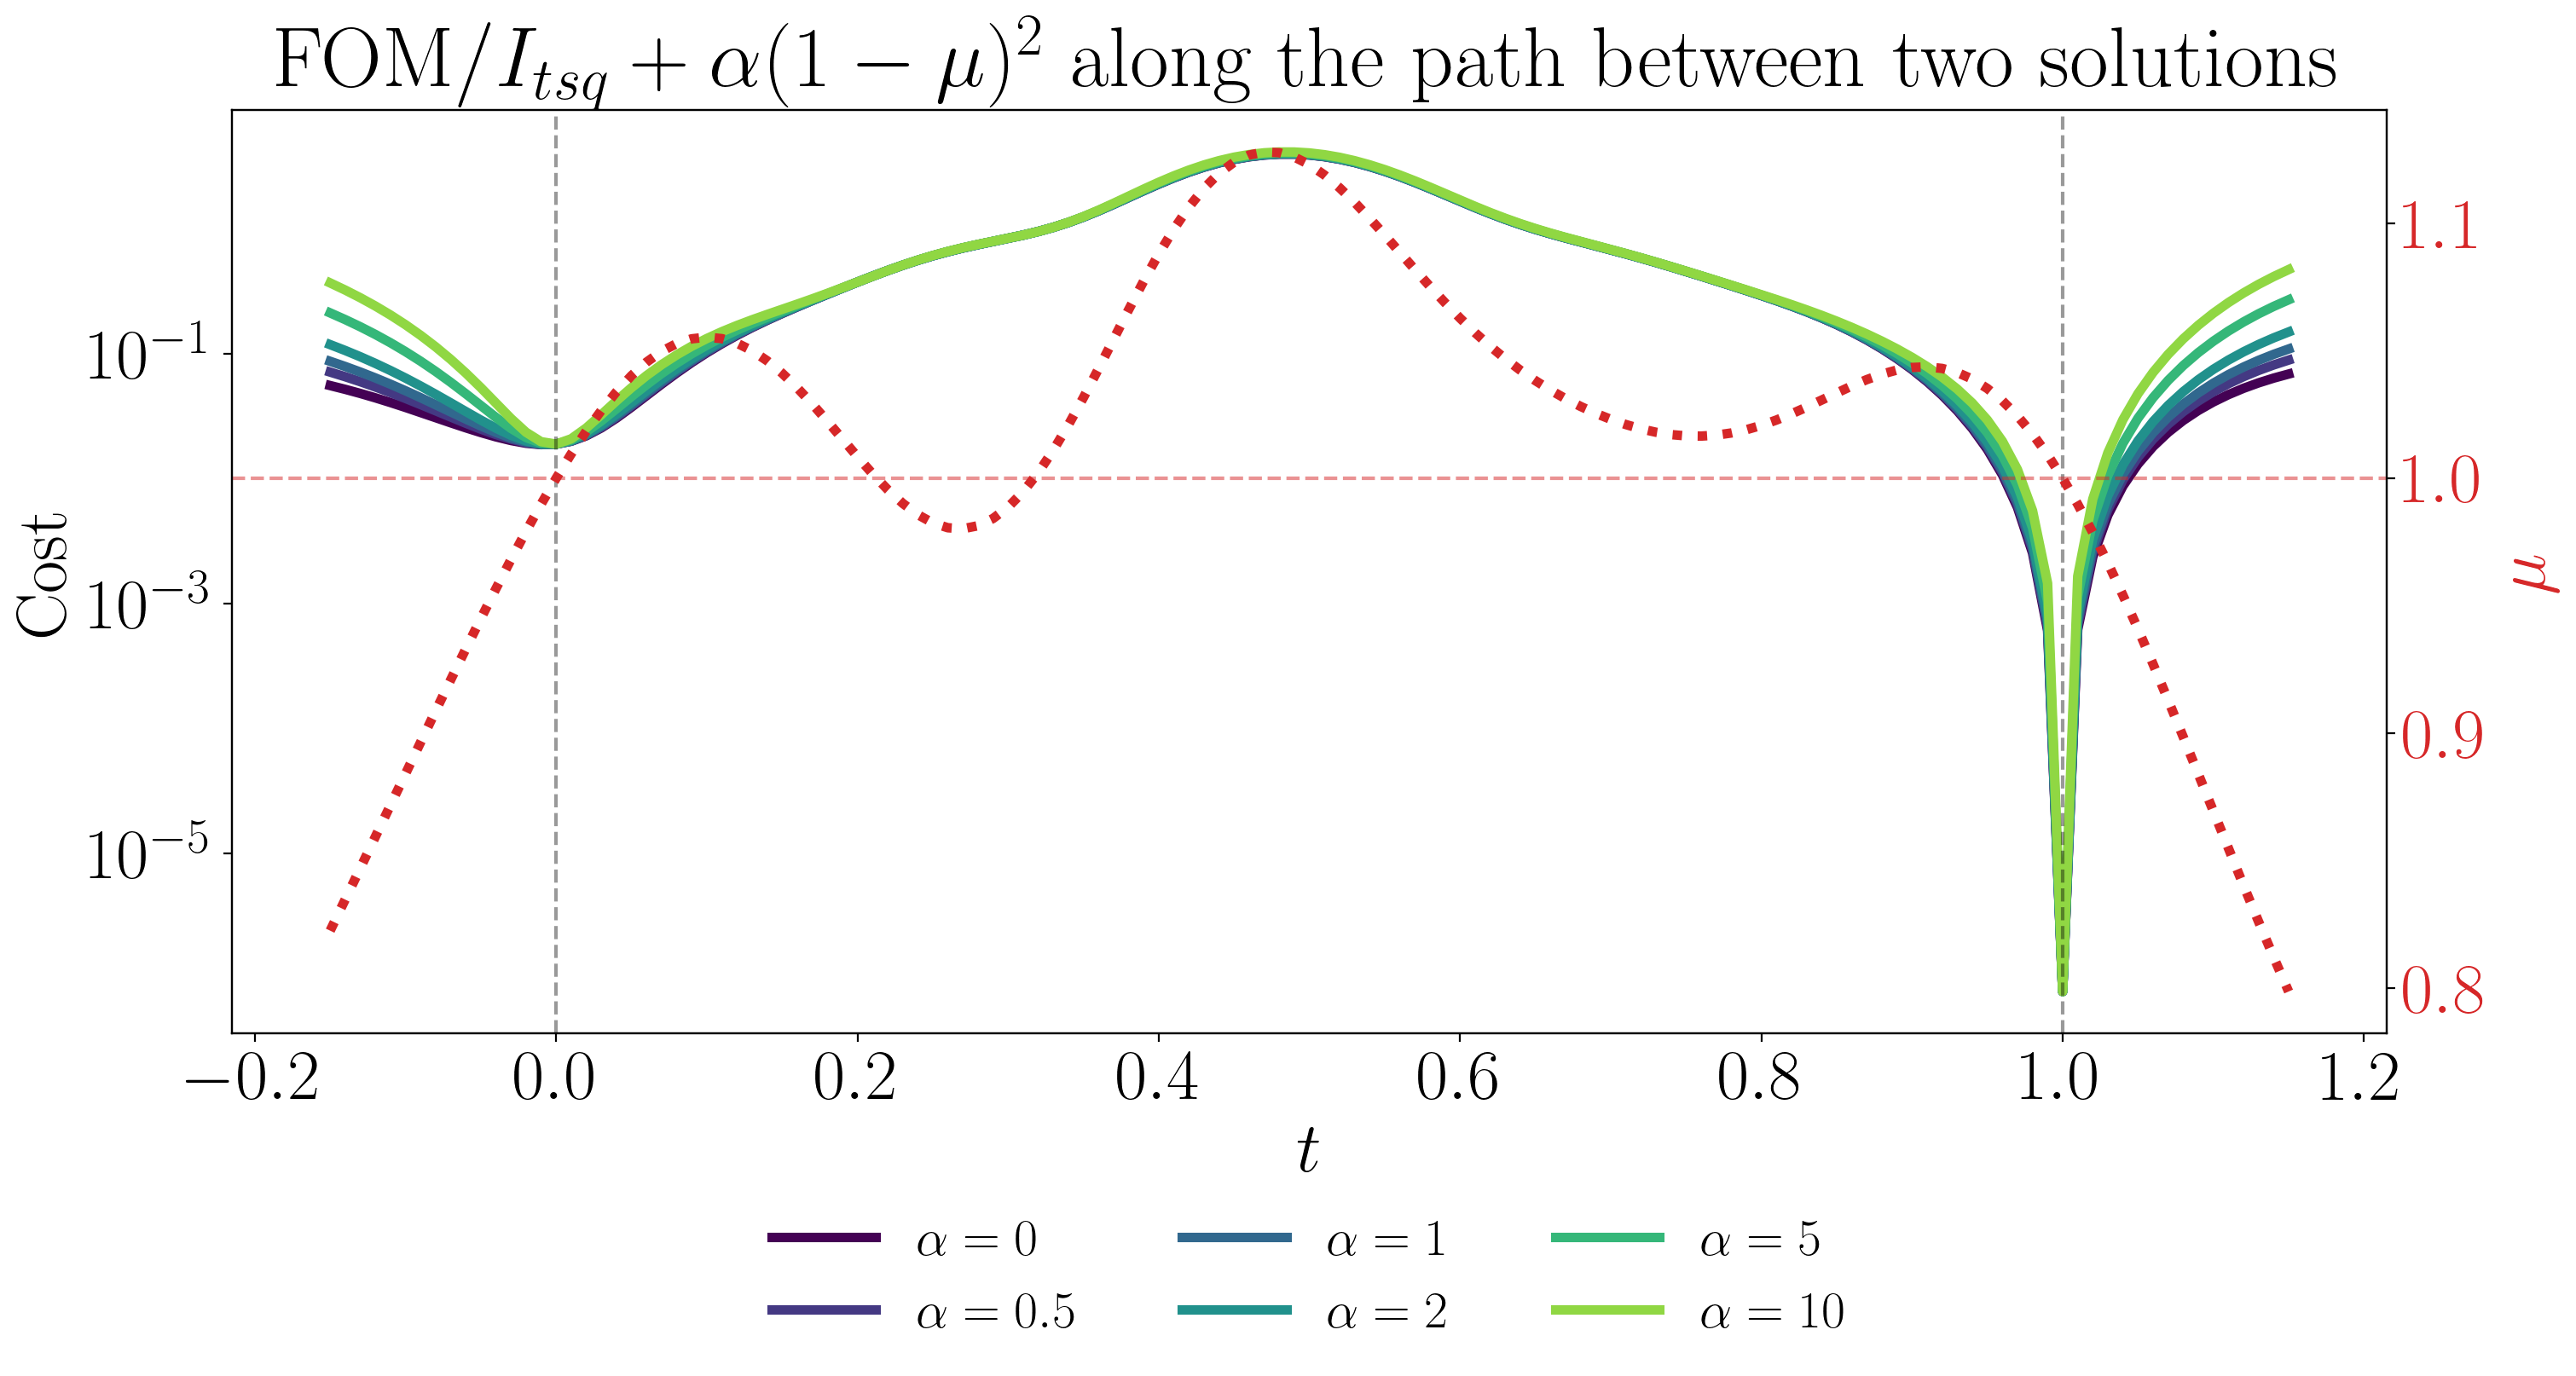 FOM/I_{tsq} + α(1 − μ)² along the path between two solutions
Cost
10⁻¹
10⁻³
10⁻⁵
1.1
1.0
0.9
0.8
μ
−0.2 0.0 0.2 0.4 0.6 0.8 1.0 1.2
t
α = 0 α = 1 α = 5
α = 0.5 α = 2 α = 10